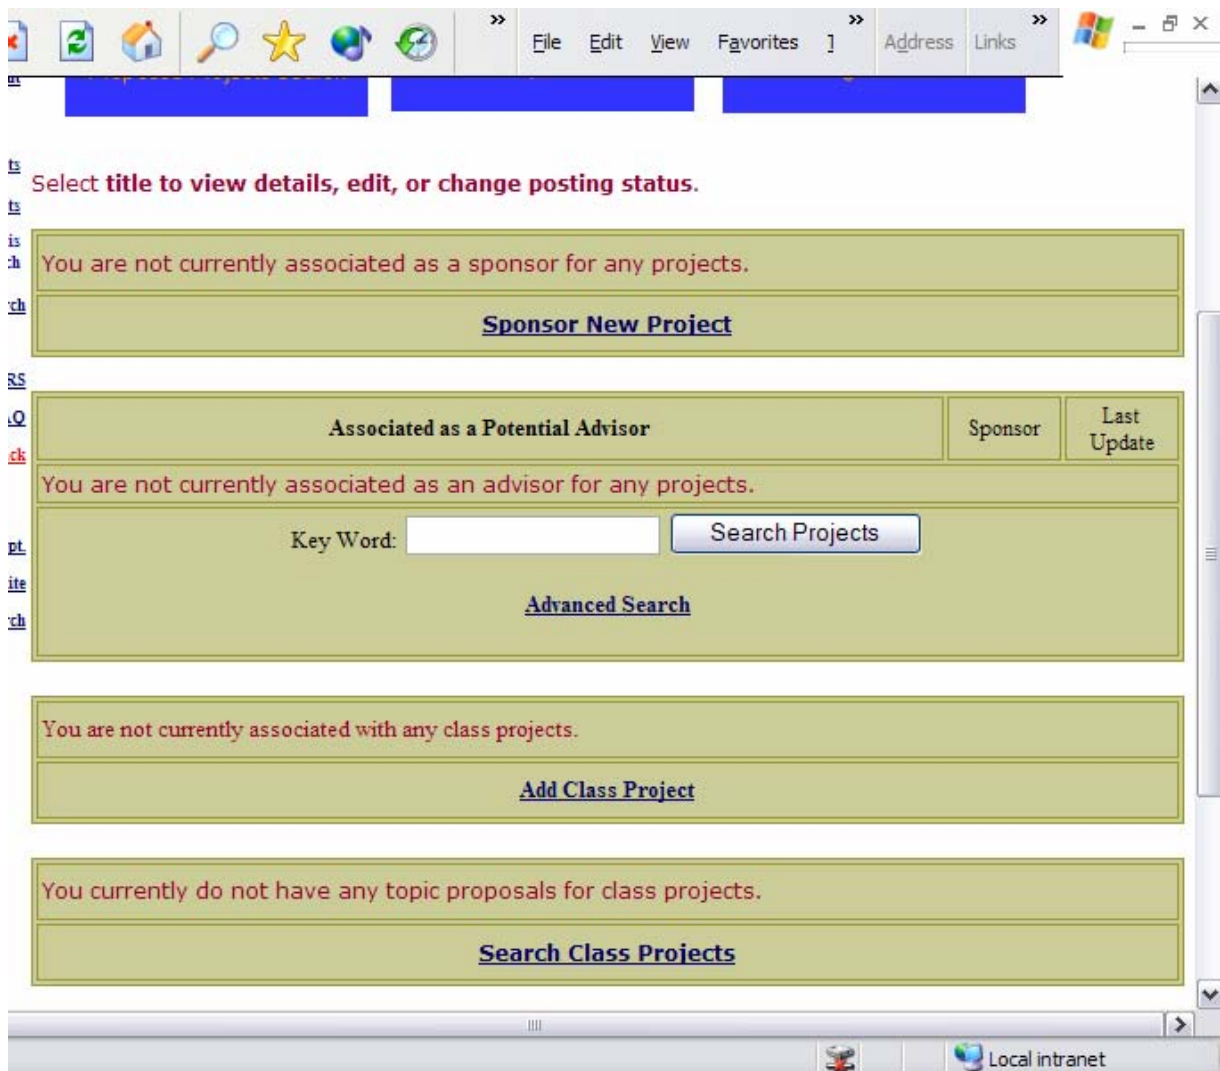 » File Edit View Favorites » Address Links »
Select title to view details, edit, or change posting status.
You are not currently associated as a sponsor for any projects.
Sponsor New Project
Associated as a Potential Advisor Sponsor Last Update
You are not currently associated as an advisor for any projects.
Key Word: Search Projects
Advanced Search
You are not currently associated with any class projects.
Add Class Project
You currently do not have any topic proposals for class projects.
Search Class Projects
Local intranet